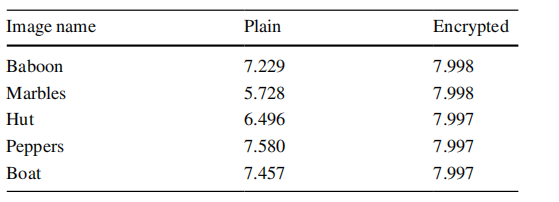 Image name Plain Encrypted
Baboon 7.229 7.998
Marbles 5.728 7.998
Hut 6.496 7.997
Peppers 7.580 7.997
Boat 7.457 7.997